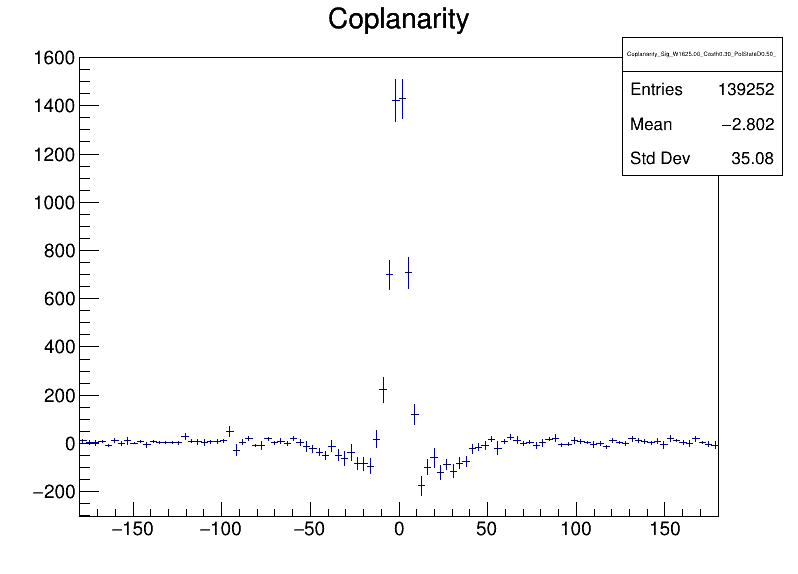 Coplanarity
Coplanarity_Sig_W1625.00_Costh0.30_PolStateD0.50_
Entries 139252
Mean −2.802
Std Dev 35.08
1600
1400
1200
1000
800
600
400
200
0
−200
−150 −100 −50 0 50 100 150